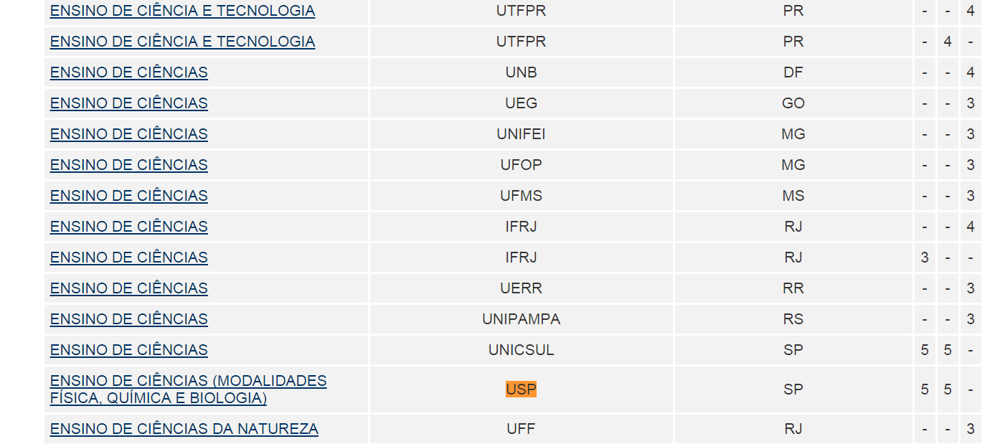 ENSINO DE CIÊNCIA E TECNOLOGIA UTFPR PR - - 4
ENSINO DE CIÊNCIA E TECNOLOGIA UTFPR PR - 4 -
ENSINO DE CIÊNCIAS UNB DF - - 4
ENSINO DE CIÊNCIAS UEG GO - - 3
ENSINO DE CIÊNCIAS UNIFEI MG - - 3
ENSINO DE CIÊNCIAS UFOP MG - - 3
ENSINO DE CIÊNCIAS UFMS MS - - 3
ENSINO DE CIÊNCIAS IFRJ RJ - - 4
ENSINO DE CIÊNCIAS IFRJ RJ 3 - -
ENSINO DE CIÊNCIAS UERR RR - - 3
ENSINO DE CIÊNCIAS UNIPAMPA RS - - 3
ENSINO DE CIÊNCIAS UNICSUL SP 5 5 -
ENSINO DE CIÊNCIAS (MODALIDADES
FÍSICA, QUÍMICA E BIOLOGIA) USP SP 5 5 -
ENSINO DE CIÊNCIAS DA NATUREZA UFF RJ - - 3